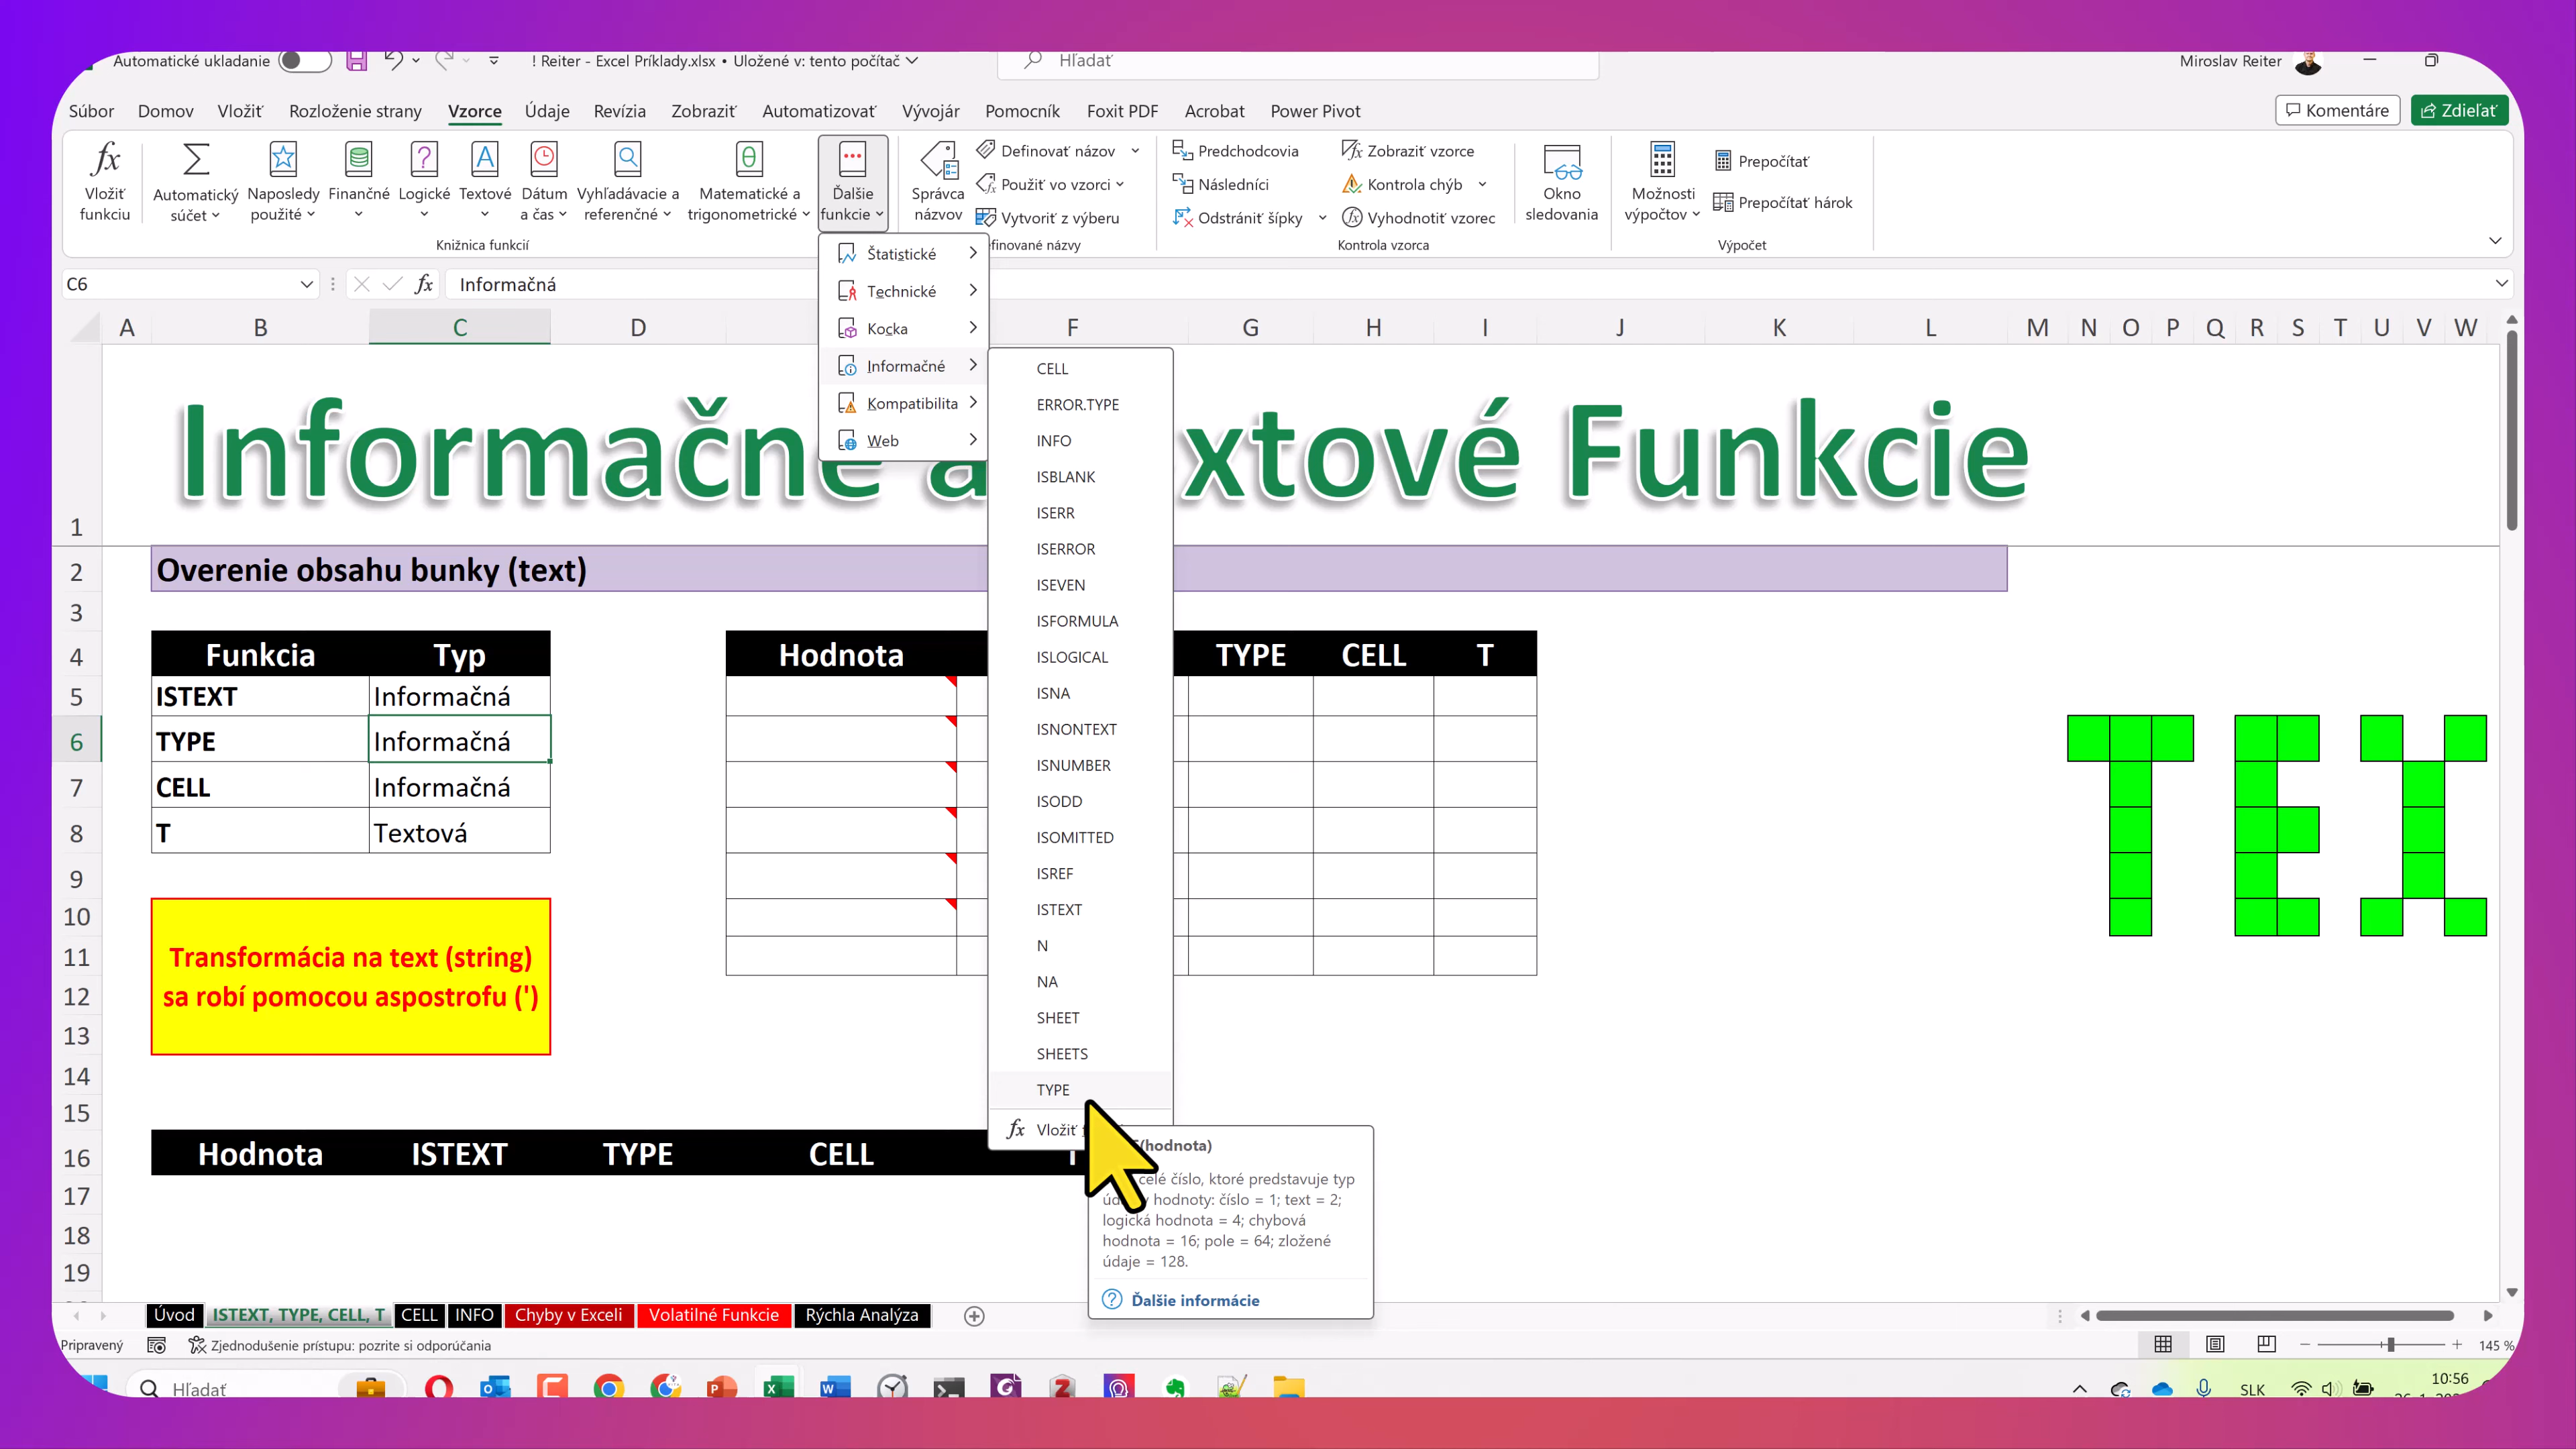 Automatické ukladanie
! Reiter - Excel Príklady.xlsx • Uložené v: tento počítač
Hľadať
Miroslav Reiter
Súbor Domov Vložiť Rozloženie strany Vzorce Údaje Revízia Zobraziť Automatizovať Vývojár Pomocník Foxit PDF Acrobat Power Pivot
Komentáre
Zdieľať
Vložiť funkciu
Automatický súčet
Naposledy použité
Finančné
Logické
Textové
Dátum a čas
Vyhľadávacie a referenčné
Matematické a trigonometrické
Ďalšie funkcie
Správca názvov
Definovať názov
Použiť vo vzorci
Vytvoriť z výberu
Predchodcovia
Následníci
Odstrániť šípky
Zobraziť vzorce
Kontrola chýb
Vyhodnotiť vzorec
Okno sledovania
Možnosti výpočtov
Prepočítať
Prepočítať hárok
Knižnica funkcií
finované názvy
Kontrola vzorca
Výpočet
C6
fx
Informačná
Štatistické
Technické
Kocka
Informačné
Kompatibilita
Web
CELL
ERROR.TYPE
INFO
ISBLANK
ISERR
ISERROR
ISEVEN
ISFORMULA
ISLOGICAL
ISNA
ISNONTEXT
ISNUMBER
ISODD
ISOMITTED
ISREF
ISTEXT
N
NA
SHEET
SHEETS
TYPE
fx Vložiť
(hodnota)
celé číslo, ktoré predstavuje typ
hodnoty: číslo = 1; text = 2;
logická hodnota = 4; chybová
hodnota = 16; pole = 64; zložené
údaje = 128.
Ďalšie informácie
A B C D F G H I J K L M N O P Q R S T U V W
1
Informačné a xtové Funkcie
2
Overenie obsahu bunky (text)
3
4
Funkcia Typ
Hodnota TYPE CELL T
5
ISTEXT Informačná
6
TYPE Informačná
7
CELL Informačná
8
T Textová
9
10
11
12
13
Transformácia na text (string)
sa robí pomocou aspostrofu (')
14
15
16
Hodnota ISTEXT TYPE CELL
17
18
19
TEX
Úvod ISTEXT, TYPE, CELL, T CELL INFO Chyby v Exceli Volatilné Funkcie Rýchla Analýza
Pripravený
Zjednodušenie prístupu: pozrite si odporúčania
145 %
Hľadať
SLK
10:56